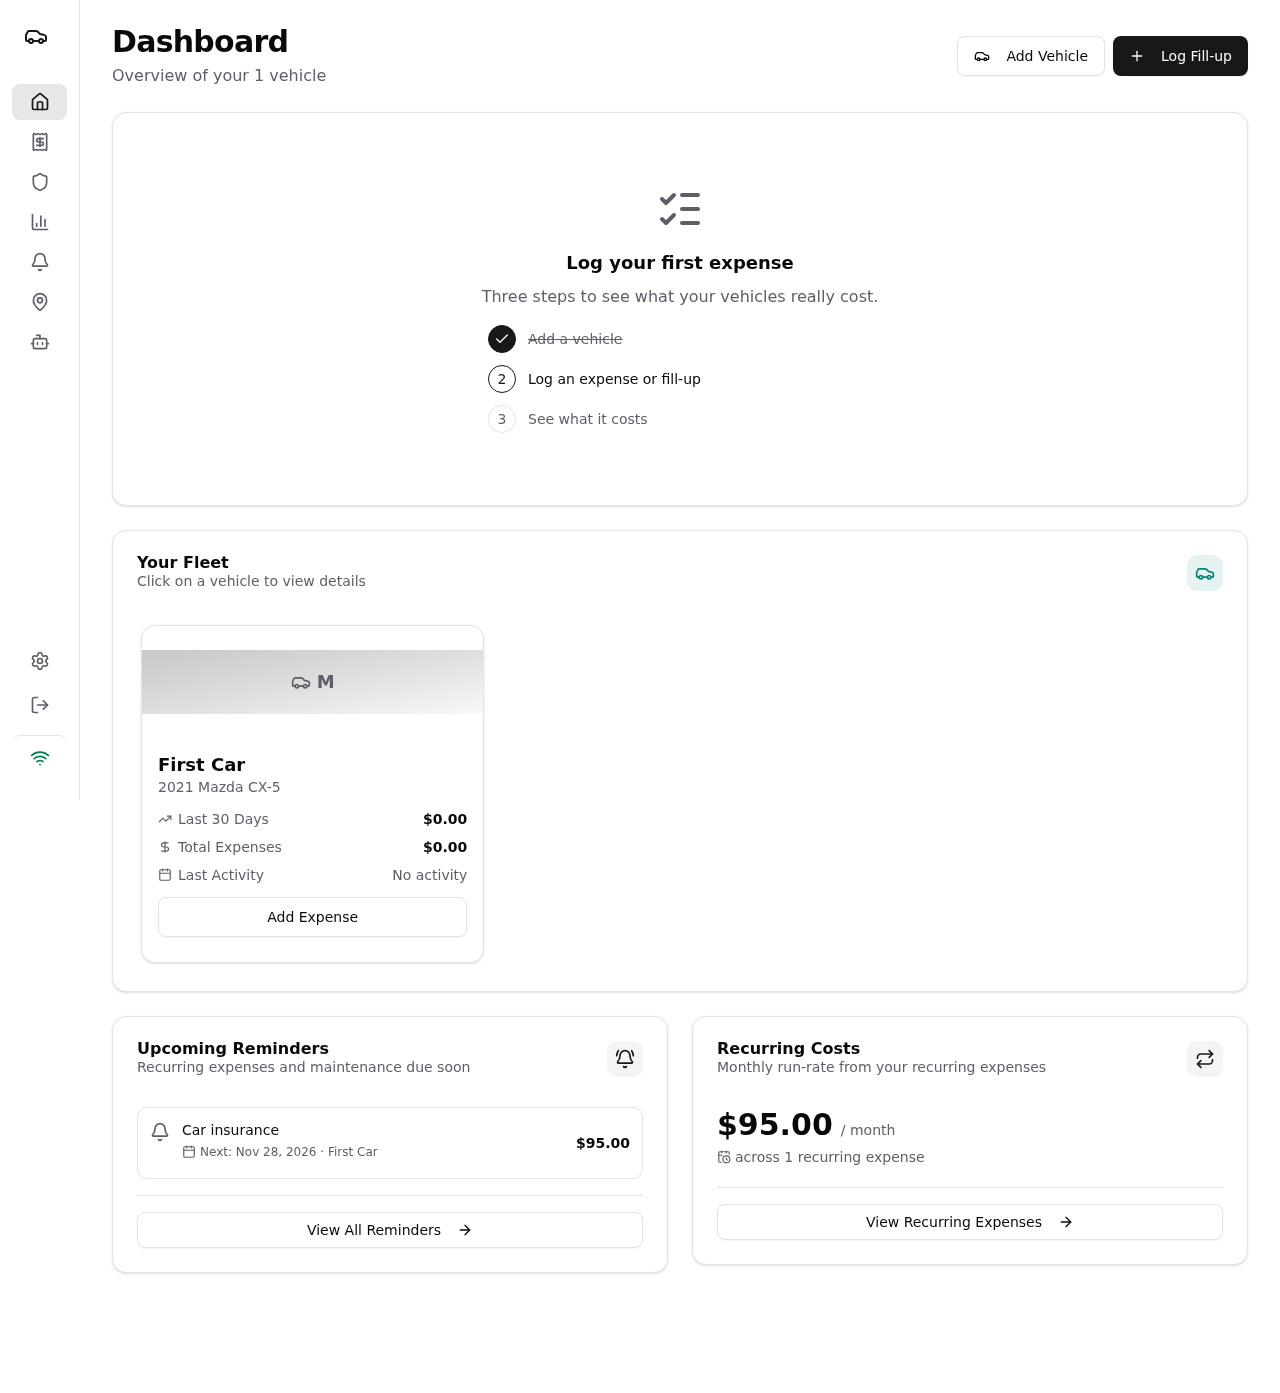 Dashboard
Overview of your 1 vehicle
Add Vehicle
Log Fill-up
Log your first expense
Three steps to see what your vehicles really cost.
Add a vehicle
2 Log an expense or fill-up
3 See what it costs
Your Fleet
Click on a vehicle to view details
M
First Car
2021 Mazda CX-5
Last 30 Days $0.00
Total Expenses $0.00
Last Activity No activity
Add Expense
Upcoming Reminders
Recurring expenses and maintenance due soon
Car insurance
Next: Nov 28, 2026 · First Car
$95.00
View All Reminders
Recurring Costs
Monthly run-rate from your recurring expenses
$95.00 / month
across 1 recurring expense
View Recurring Expenses